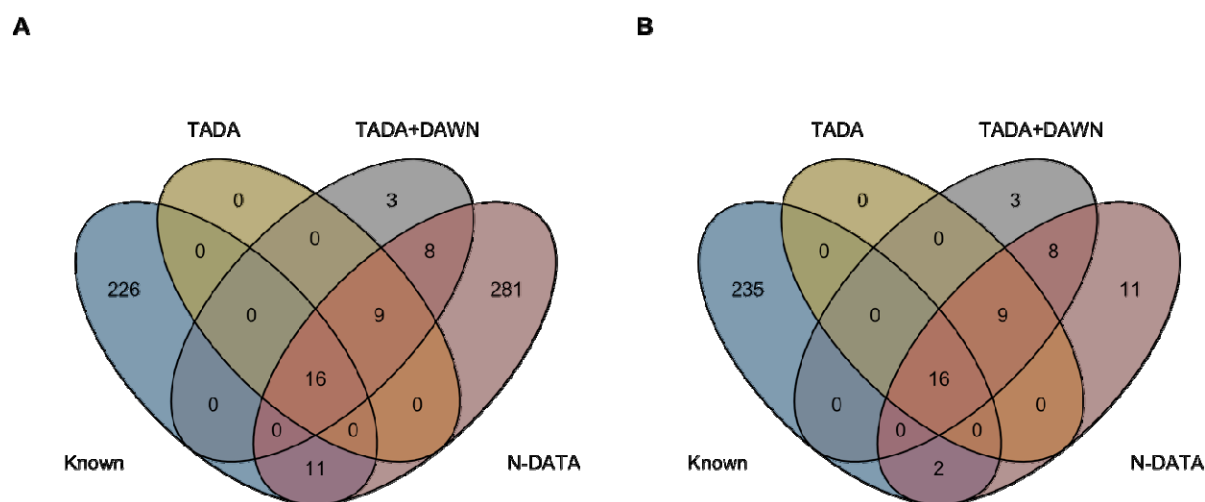 A
TADA TADA+DAWN
0 3
0 0 8
226 0 9 281
16
0 0
0 0
Known 11 N-DATA
B
TADA TADA+DAWN
0 3
0 0 8
235 0 9 11
16
0 0
0 0
Known 2 N-DATA